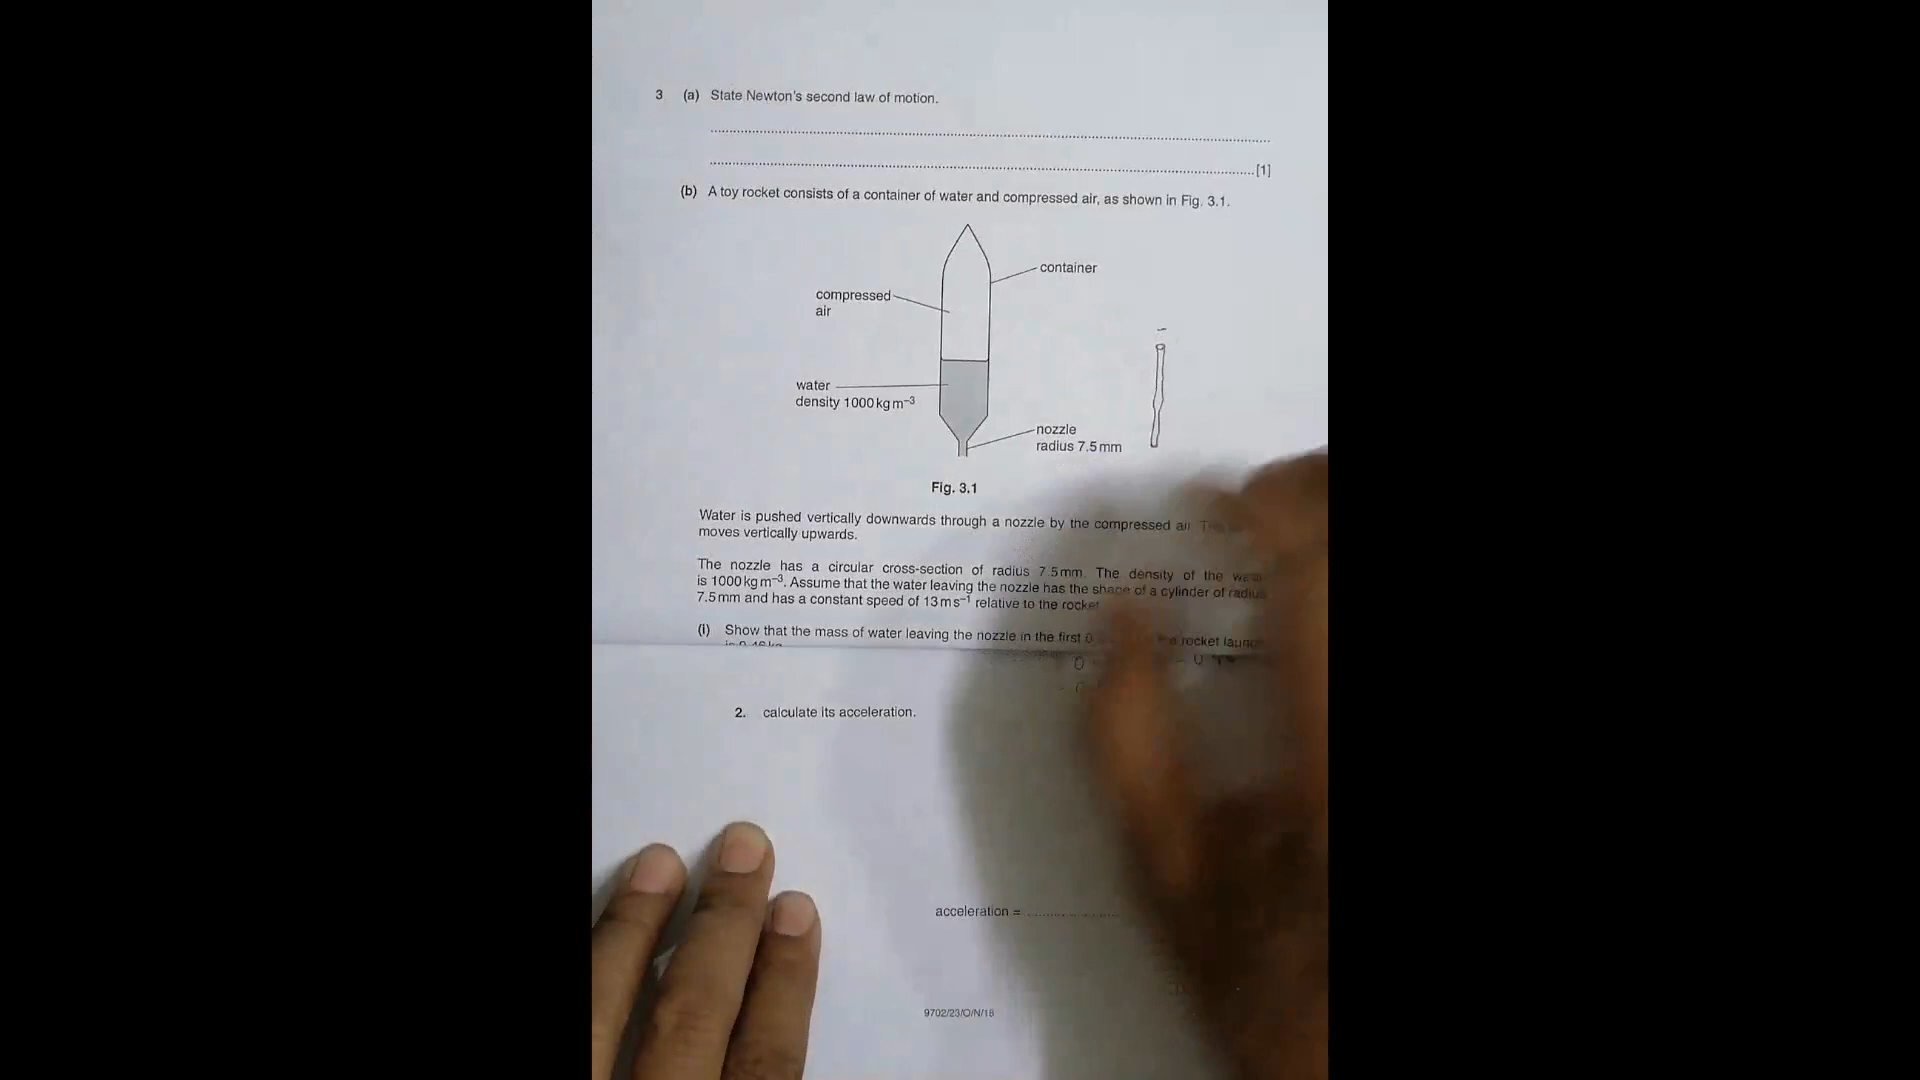 3 (a) State Newton's second law of motion.
[1]
(b) A toy rocket consists of a container of water and compressed air, as shown in Fig. 3.1.
container
compressed
air
water
density 1000 kg m⁻³
nozzle
radius 7.5 mm
Fig. 3.1
Water is pushed vertically downwards through a nozzle by the compressed air
moves vertically upwards.
The nozzle has a circular cross-section of radius 7.5 mm. The density of the
is 1000 kg m⁻³. Assume that the water leaving the nozzle has the shape of a cylinder of radius
7.5 mm and has a constant speed of 13 m s⁻¹ relative to the rocket
(i) Show that the mass of water leaving the nozzle in the first 0 rocket
2. calculate its acceleration.
acceleration =
9702/23/O/N/18